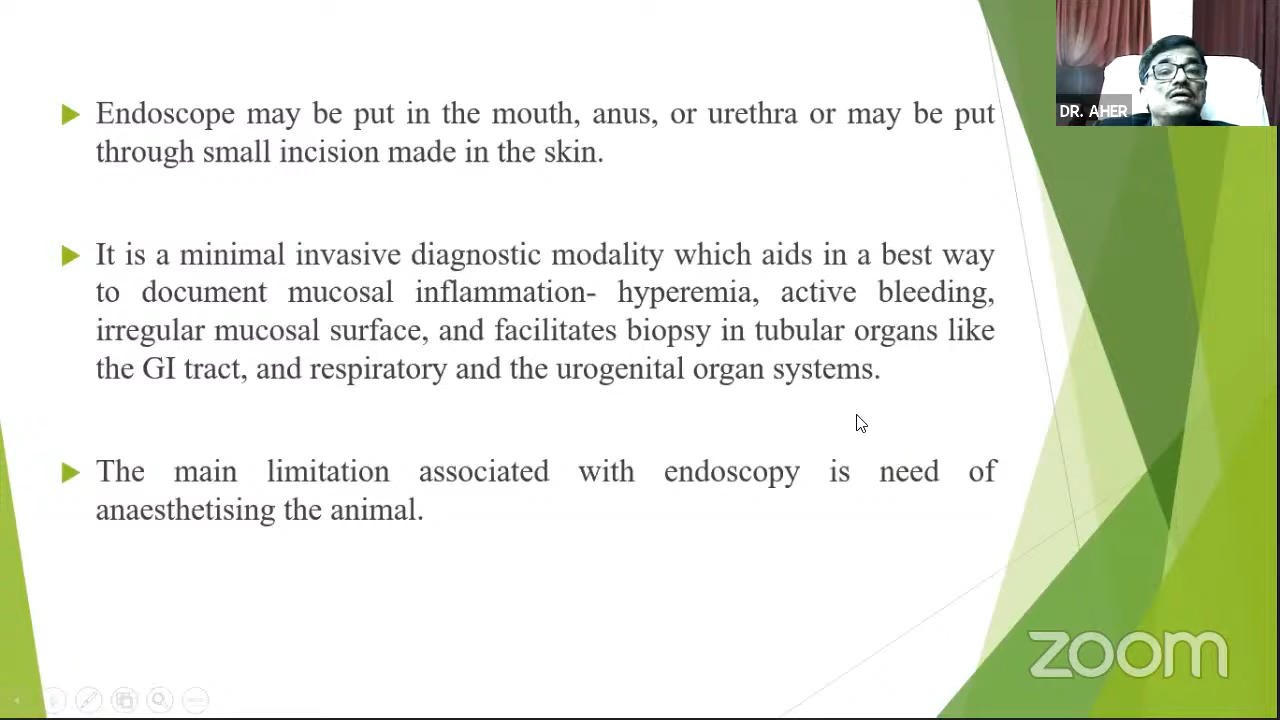 Endoscope may be put in the mouth, anus, or urethra or may be put
through small incision made in the skin.
It is a minimal invasive diagnostic modality which aids in a best way
to document mucosal inflammation- hyperemia, active bleeding,
irregular mucosal surface, and facilitates biopsy in tubular organs like
the GI tract, and respiratory and the urogenital organ systems.
The main limitation associated with endoscopy is need of
anaesthetising the animal.
DR. AHER
zoom